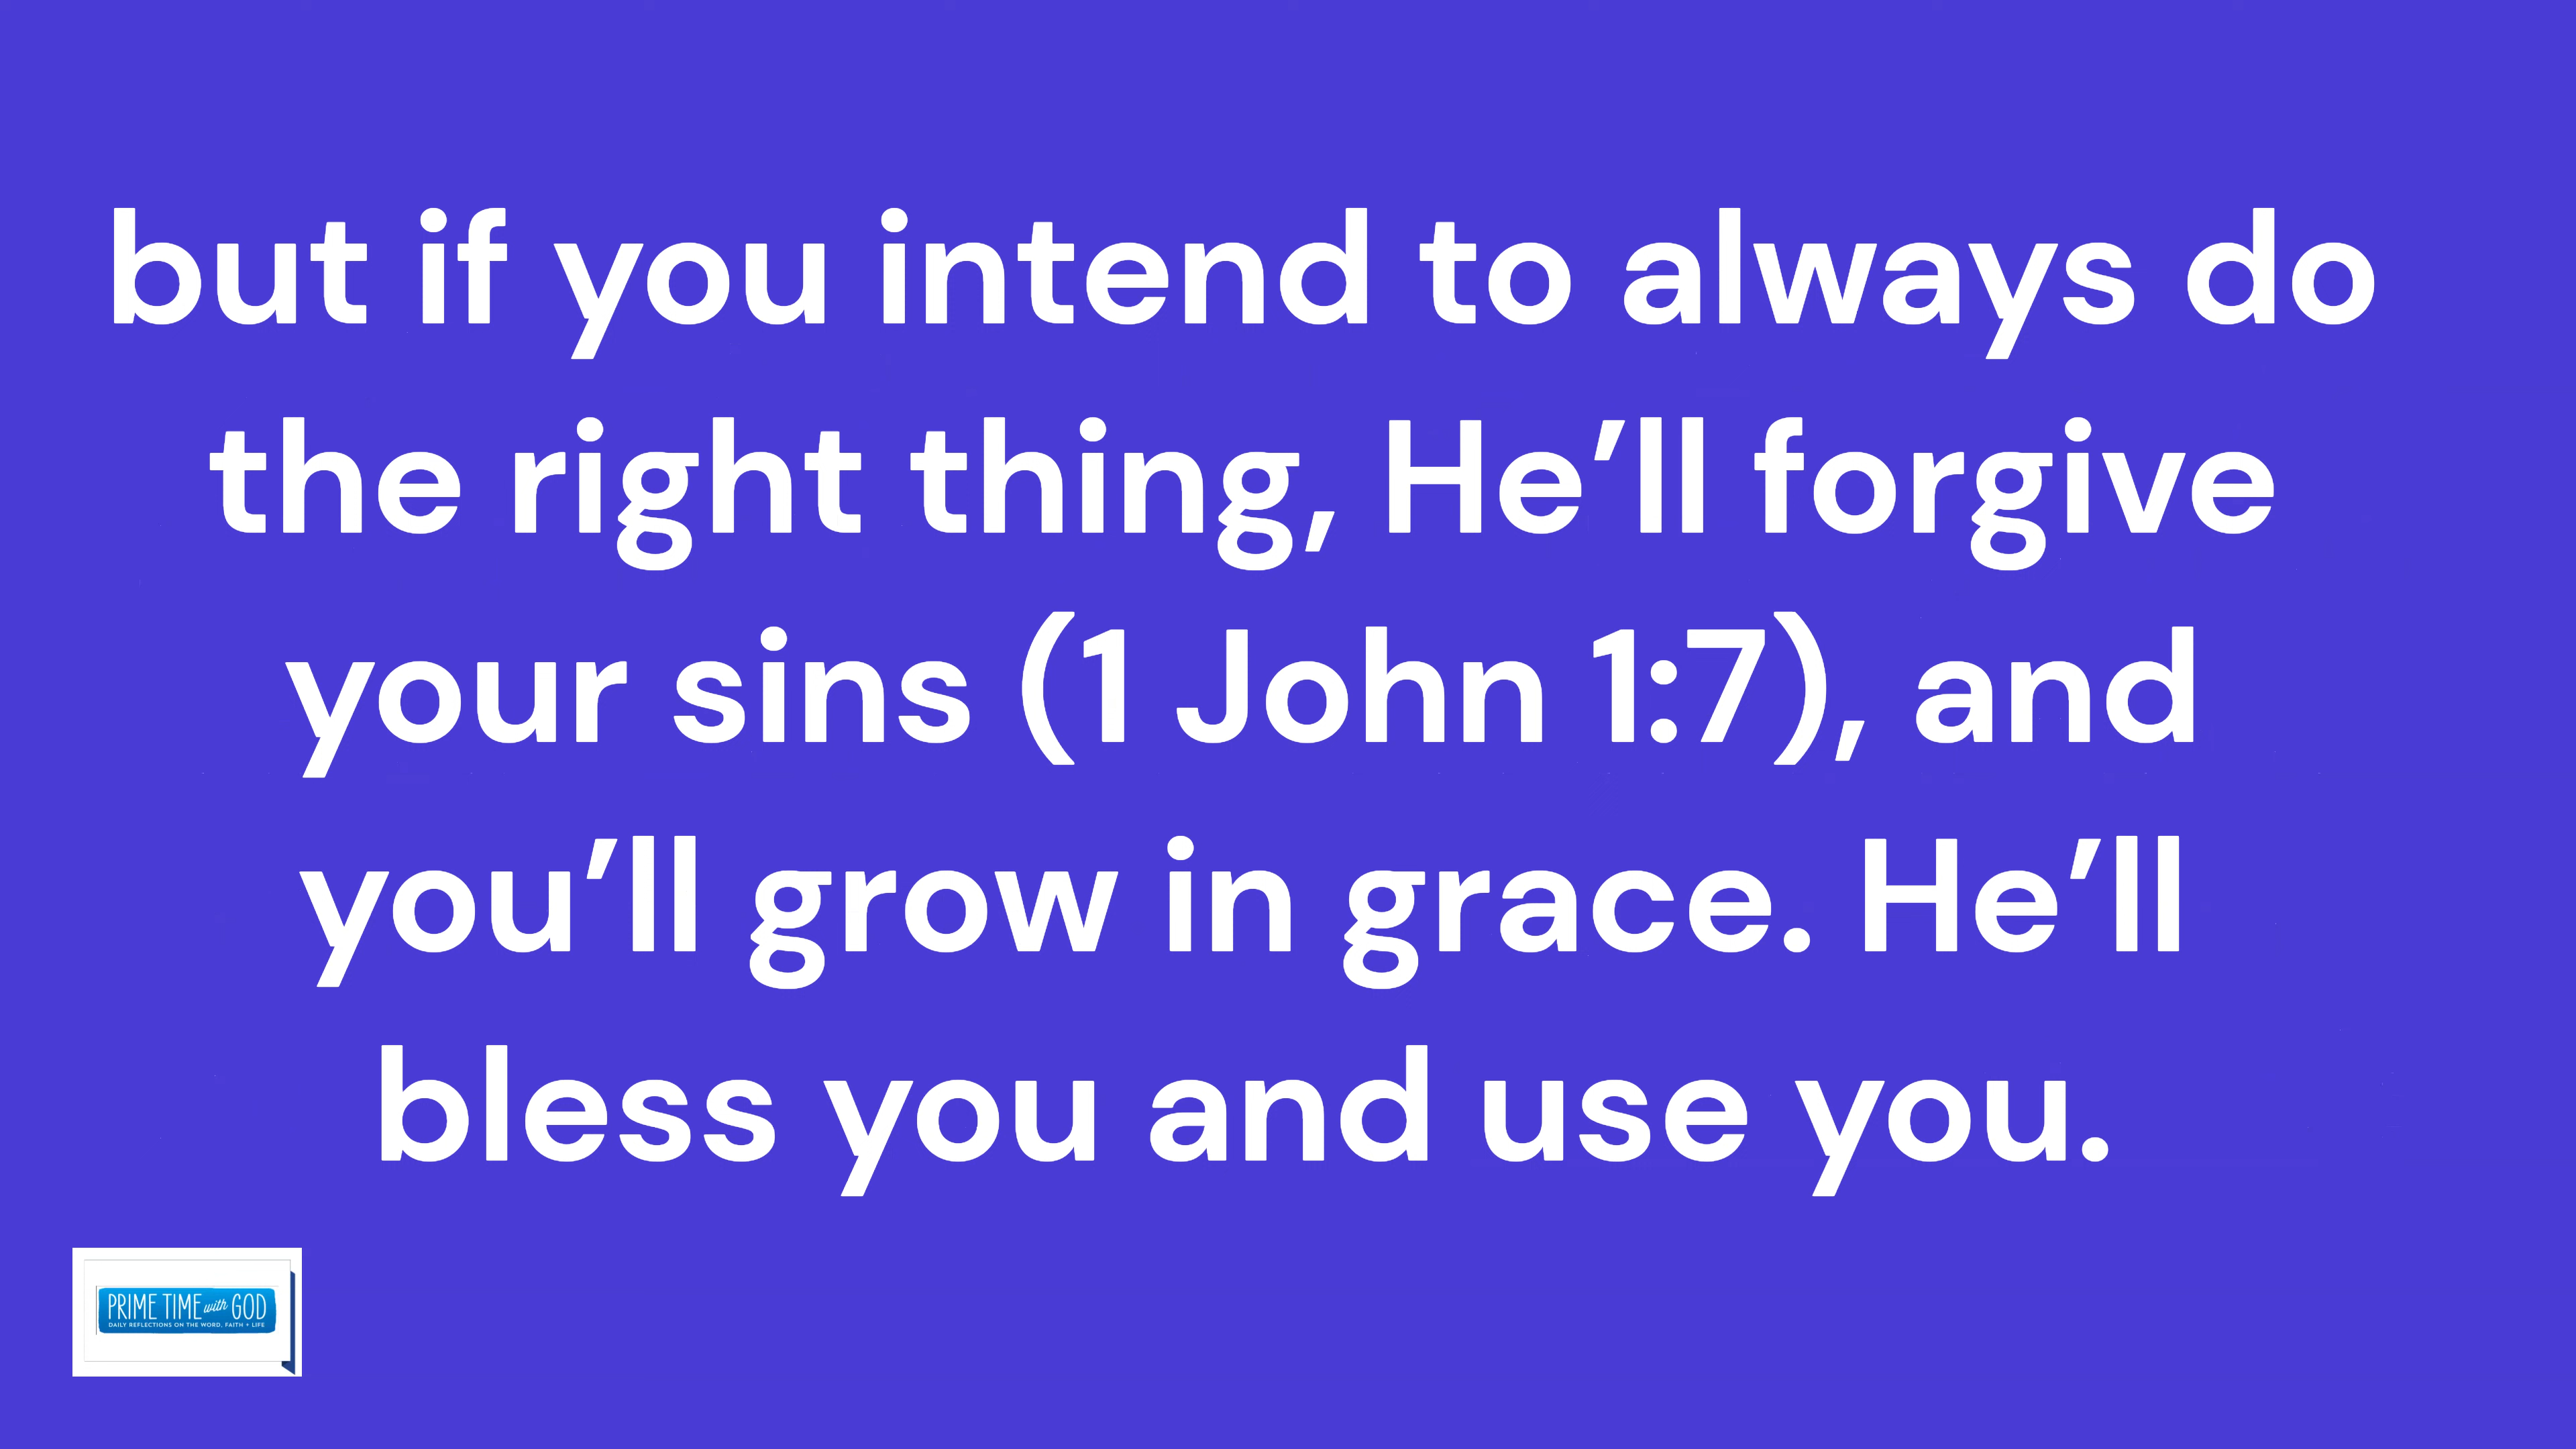 but if you intend to always do
the right thing, He’ll forgive
your sins (1 John 1:7), and
you’ll grow in grace. He’ll
bless you and use you.
PRIME TIME with GOD
DAILY REFLECTIONS ON THE WORD, FAITH + LIFE